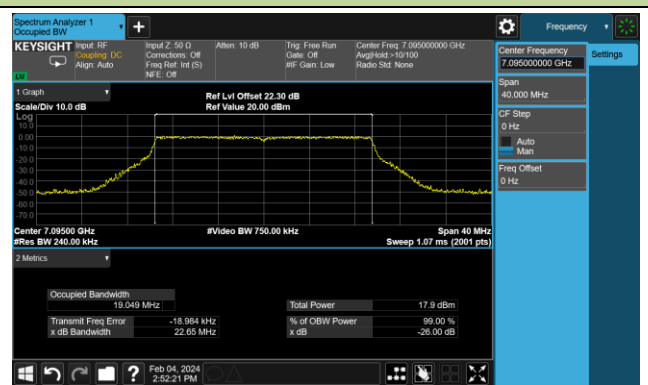 Spectrum Analyzer 1
Occupied BW
Frequency
KEYSIGHT
Input: RF
Coupling: DC
Align: Auto
Input Z: 50 Ω
Corrections: Off
Freq Ref: Int (S)
NFE: Off
Atten: 10 dB
Trig: Free Run
Gate: Off
#IF Gain: Low
Center Freq: 7.095000000 GHz
Avg|Hold:>10/100
Radio Std: None
LW
Center Frequency
7.095000000 GHz
Settings
Span
40.000 MHz
CF Step
0 Hz
Auto
Man
Freq Offset
0 Hz
1 Graph
Scale/Div 10.0 dB
Ref Lvl Offset 22.30 dB
Ref Value 20.00 dBm
Log
10.0
0.00
-10.0
-20.0
-30.0
-40.0
-50.0
-60.0
-70.0
Center 7.09500 GHz
#Video BW 750.00 kHz
Span 40 MHz
#Res BW 240.00 kHz
Sweep 1.07 ms (2001 pts)
2 Metrics
Occupied Bandwidth
19.049 MHz
Total Power 17.9 dBm
Transmit Freq Error -18.984 kHz
% of OBW Power 99.00 %
x dB Bandwidth 22.65 MHz
x dB -26.00 dB
?
Feb 04, 2024
2:52:21 PM